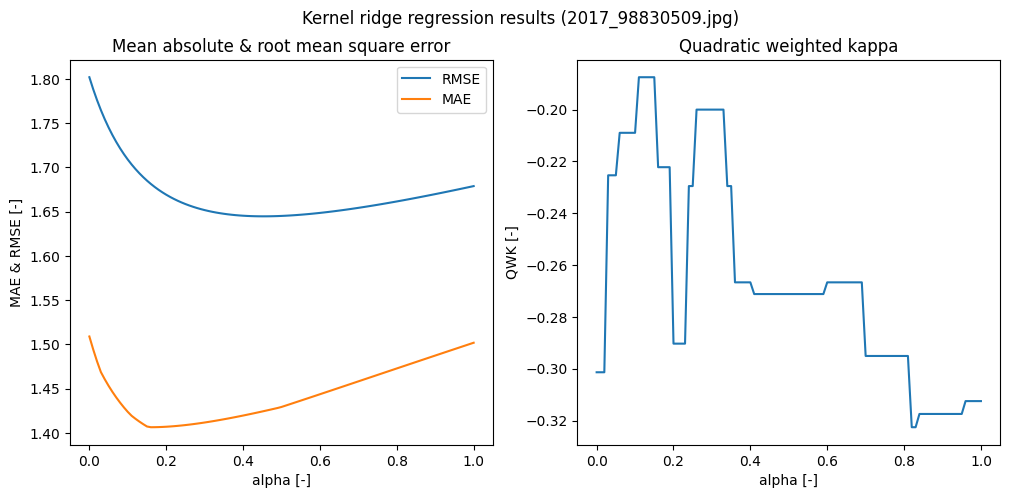 Kernel ridge regression results (2017_98830509.jpg)
Mean absolute & root mean square error
MAE & RMSE [-]
1.80
1.75
1.70
1.65
1.60
1.55
1.50
1.45
1.40
RMSE
MAE
0.0 0.2 0.4 0.6 0.8 1.0
alpha [-]
Quadratic weighted kappa
QWK [-]
−0.20
−0.22
−0.24
−0.26
−0.28
−0.30
−0.32
0.0 0.2 0.4 0.6 0.8 1.0
alpha [-]